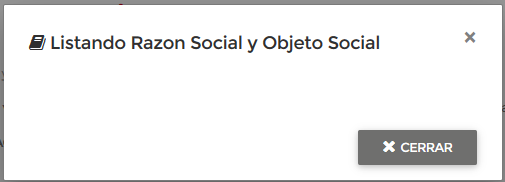 Listando Razon Social y Objeto Social
×
✖ CERRAR